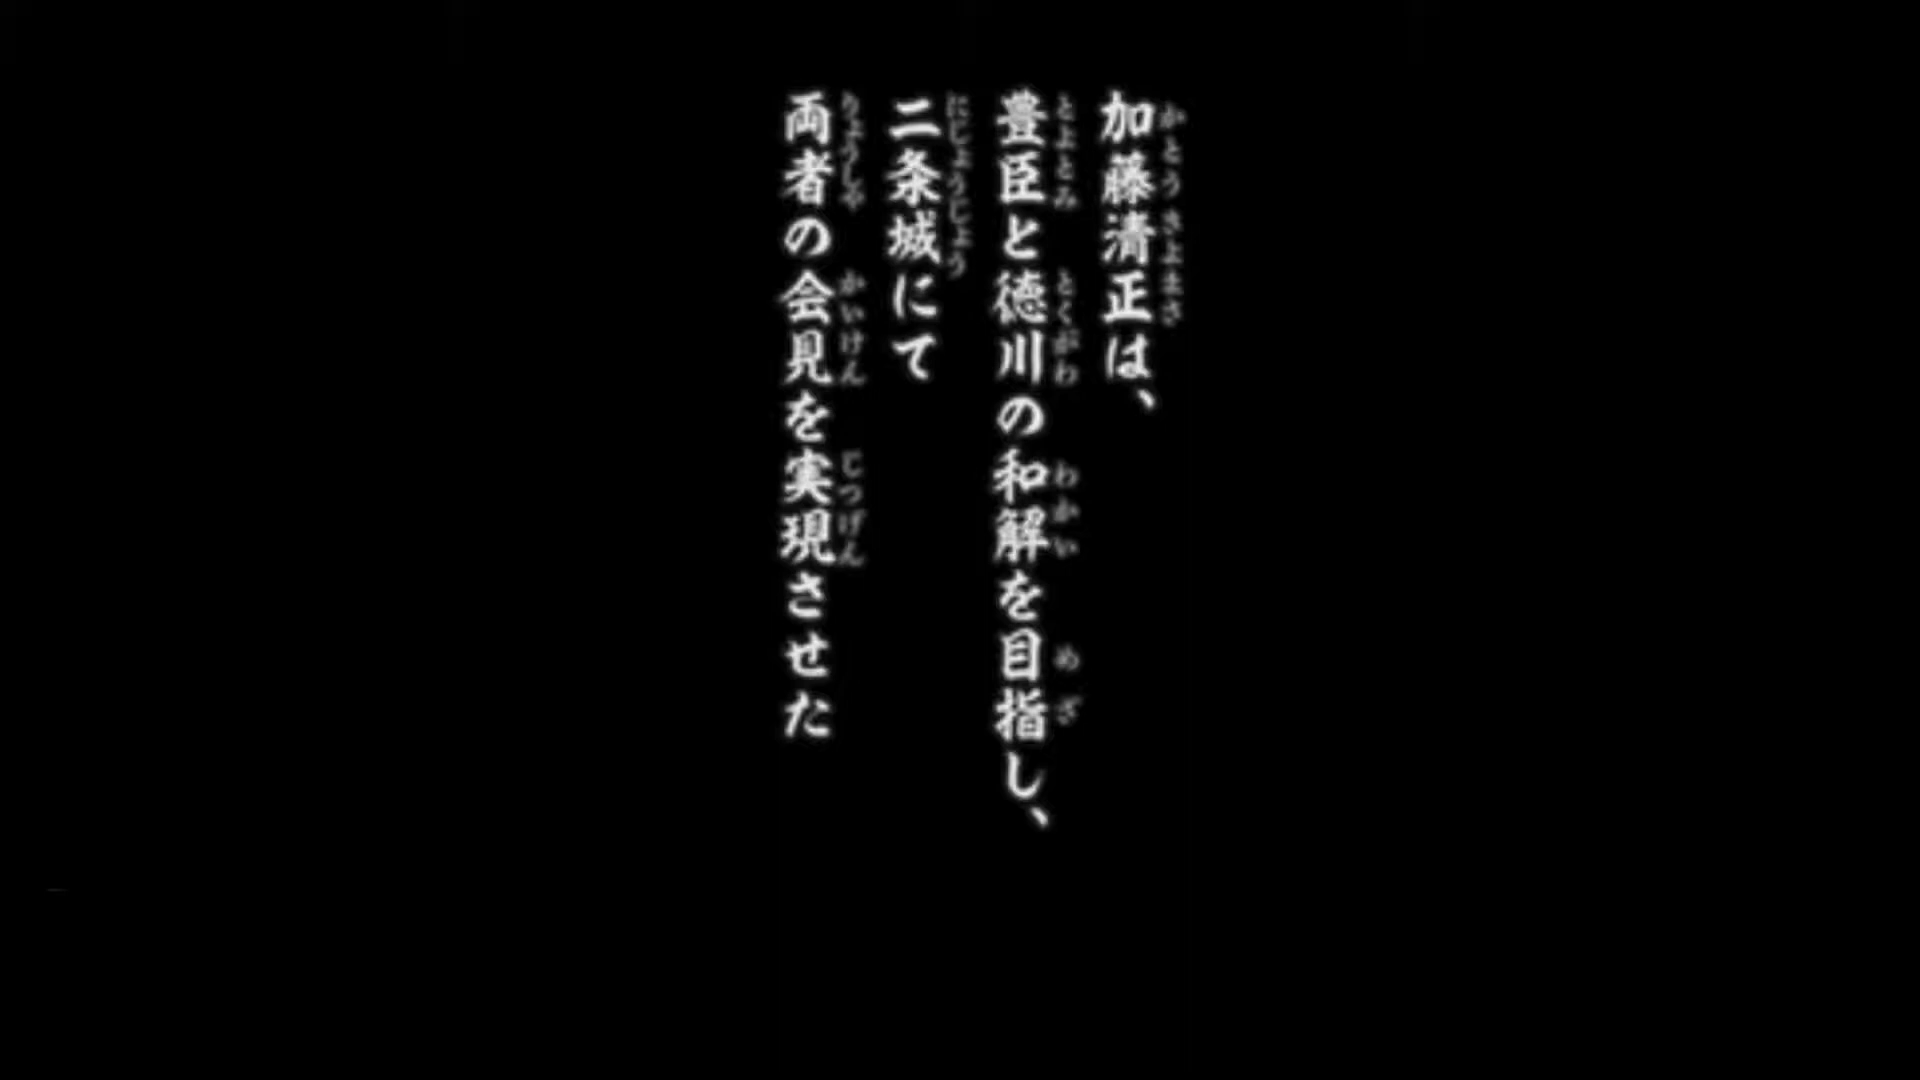 加藤清正は、
豊臣と徳川の和解を目指し、
二条城にて
両者の会見を実現させた